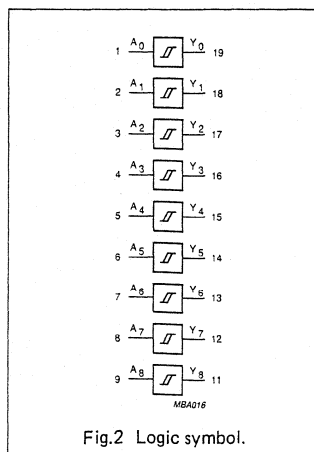 1 A0 Y0 19
2 A1 Y1 18
3 A2 Y2 17
4 A3 Y3 16
5 A4 Y4 15
6 A5 Y5 14
7 A6 Y6 13
8 A7 Y7 12
9 A8 Y8 11
MBA016
Fig.2 Logic symbol.